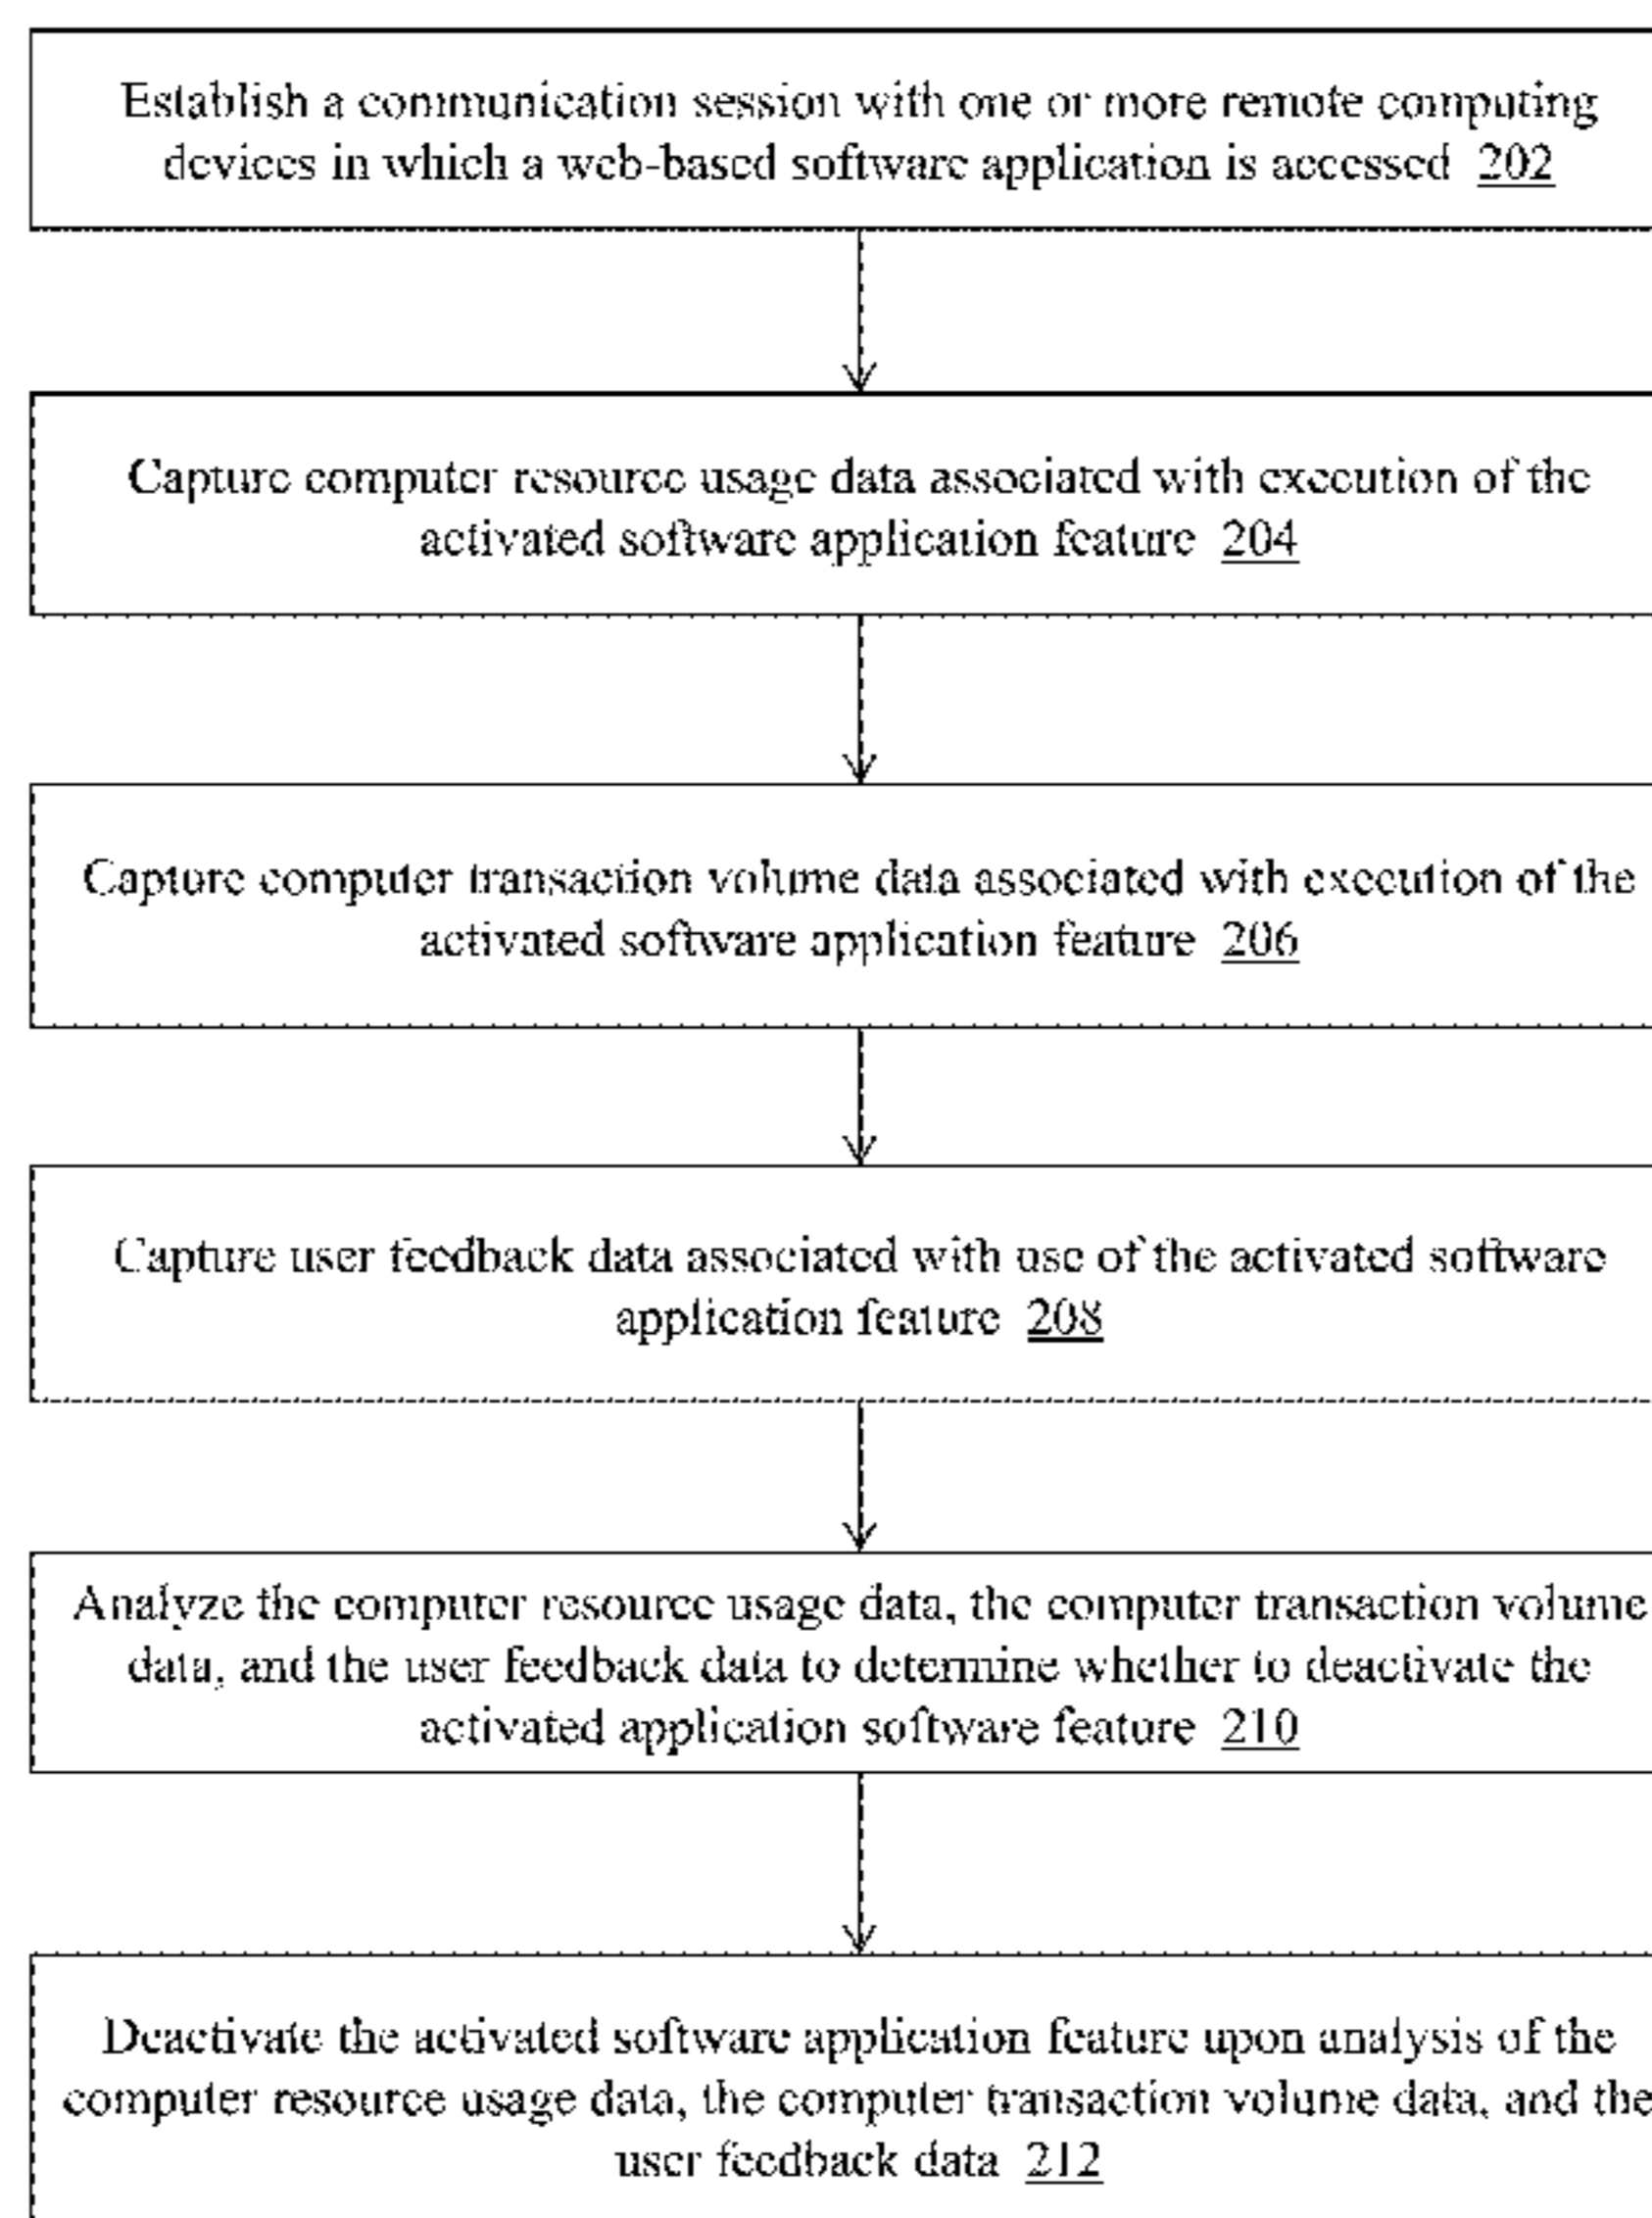 Establish a communication session with one or more remote computing
devices in which a web-based software application is accessed 202
Capture computer resource usage data associated with execution of the
activated software application feature 204
Capture computer transaction volume data associated with execution of the
activated software application feature 206
Capture user feedback data associated with use of the activated software
application feature 208
Analyze the computer resource usage data, the computer transaction volume
data, and the user feedback data to determine whether to deactivate the
activated application software feature 210
Deactivate the activated software application feature upon analysis of the
computer resource usage data, the computer transaction volume data, and the
user feedback data 212